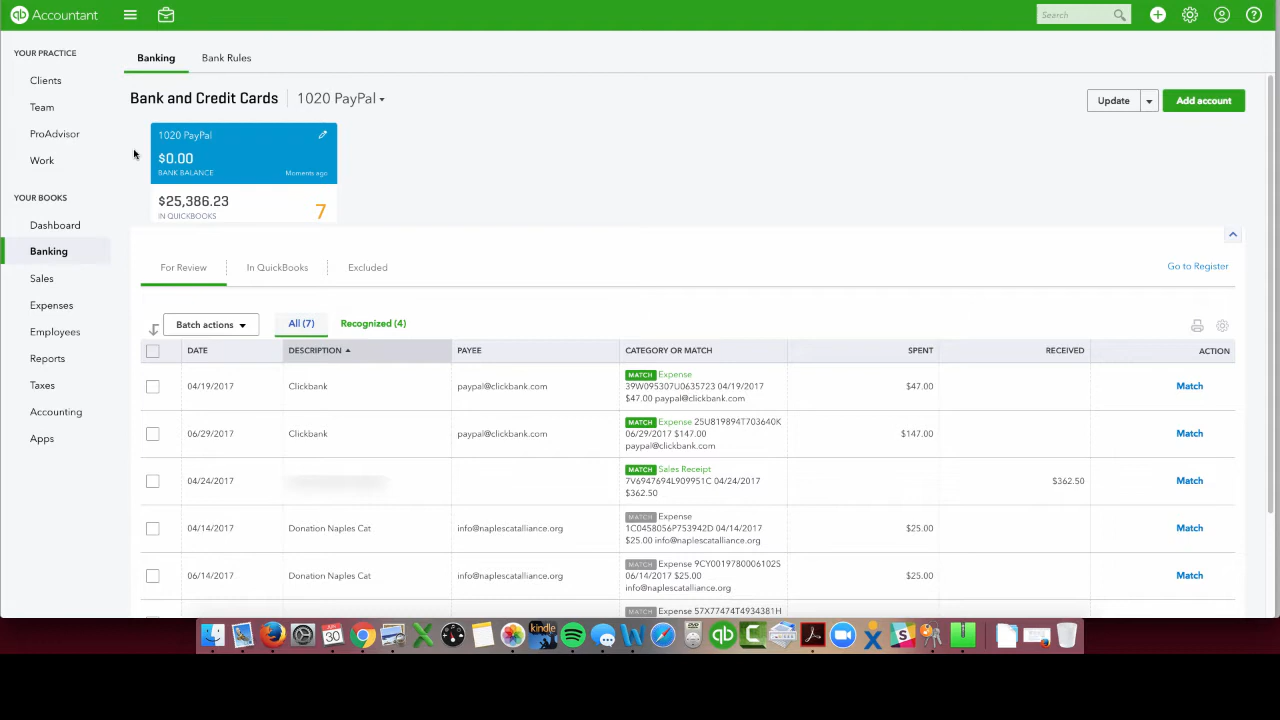 qb Accountant
Search
YOUR PRACTICE
Clients
Team
ProAdvisor
Work
YOUR BOOKS
Dashboard
Banking
Sales
Expenses
Employees
Reports
Taxes
Accounting
Apps
Banking
Bank Rules
Bank and Credit Cards
1020 PayPal
Update
Add account
1020 PayPal
$0.00
BANK BALANCE
Moments ago
$25,386.23
IN QUICKBOOKS
7
For Review
In QuickBooks
Excluded
Go to Register
Batch actions
All (7)
Recognized (4)
DATE DESCRIPTION PAYEE CATEGORY OR MATCH SPENT RECEIVED ACTION
04/19/2017 Clickbank paypal@clickbank.com
MATCH Expense
39W095307U0635723 04/19/2017
$47.00 paypal@clickbank.com
$47.00
Match
06/29/2017 Clickbank paypal@clickbank.com
MATCH Expense 25U819894T703640K
06/29/2017 $147.00
paypal@clickbank.com
$147.00
Match
04/24/2017
MATCH Sales Receipt
7V6947694L909951C 04/24/2017
$362.50
$362.50
Match
04/14/2017 Donation Naples Cat info@naplescatalliance.org
MATCH Expense
1C0458056P753942D 04/14/2017
$25.00 info@naplescatalliance.org
$25.00
Match
06/14/2017 Donation Naples Cat info@naplescatalliance.org
MATCH Expense 9CY0019780006102S
06/14/2017 $25.00
info@naplescatalliance.org
$25.00
Match
MATCH Expense 57X77474T4934381H
30
kindle
qb